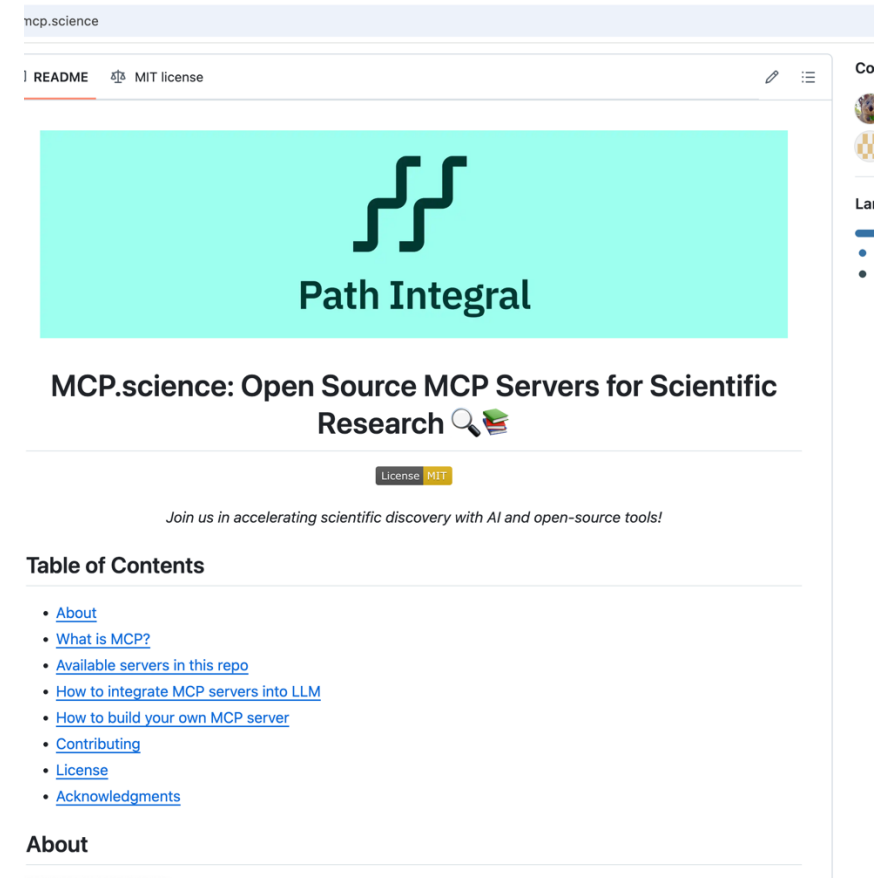 mcp.science
README
MIT license
Path Integral
MCP.science: Open Source MCP Servers for Scientific
Research 🔍📚
License MIT
Join us in accelerating scientific discovery with AI and open-source tools!
Table of Contents
• About
• What is MCP?
• Available servers in this repo
• How to integrate MCP servers into LLM
• How to build your own MCP server
• Contributing
• License
• Acknowledgments
About
Co
La